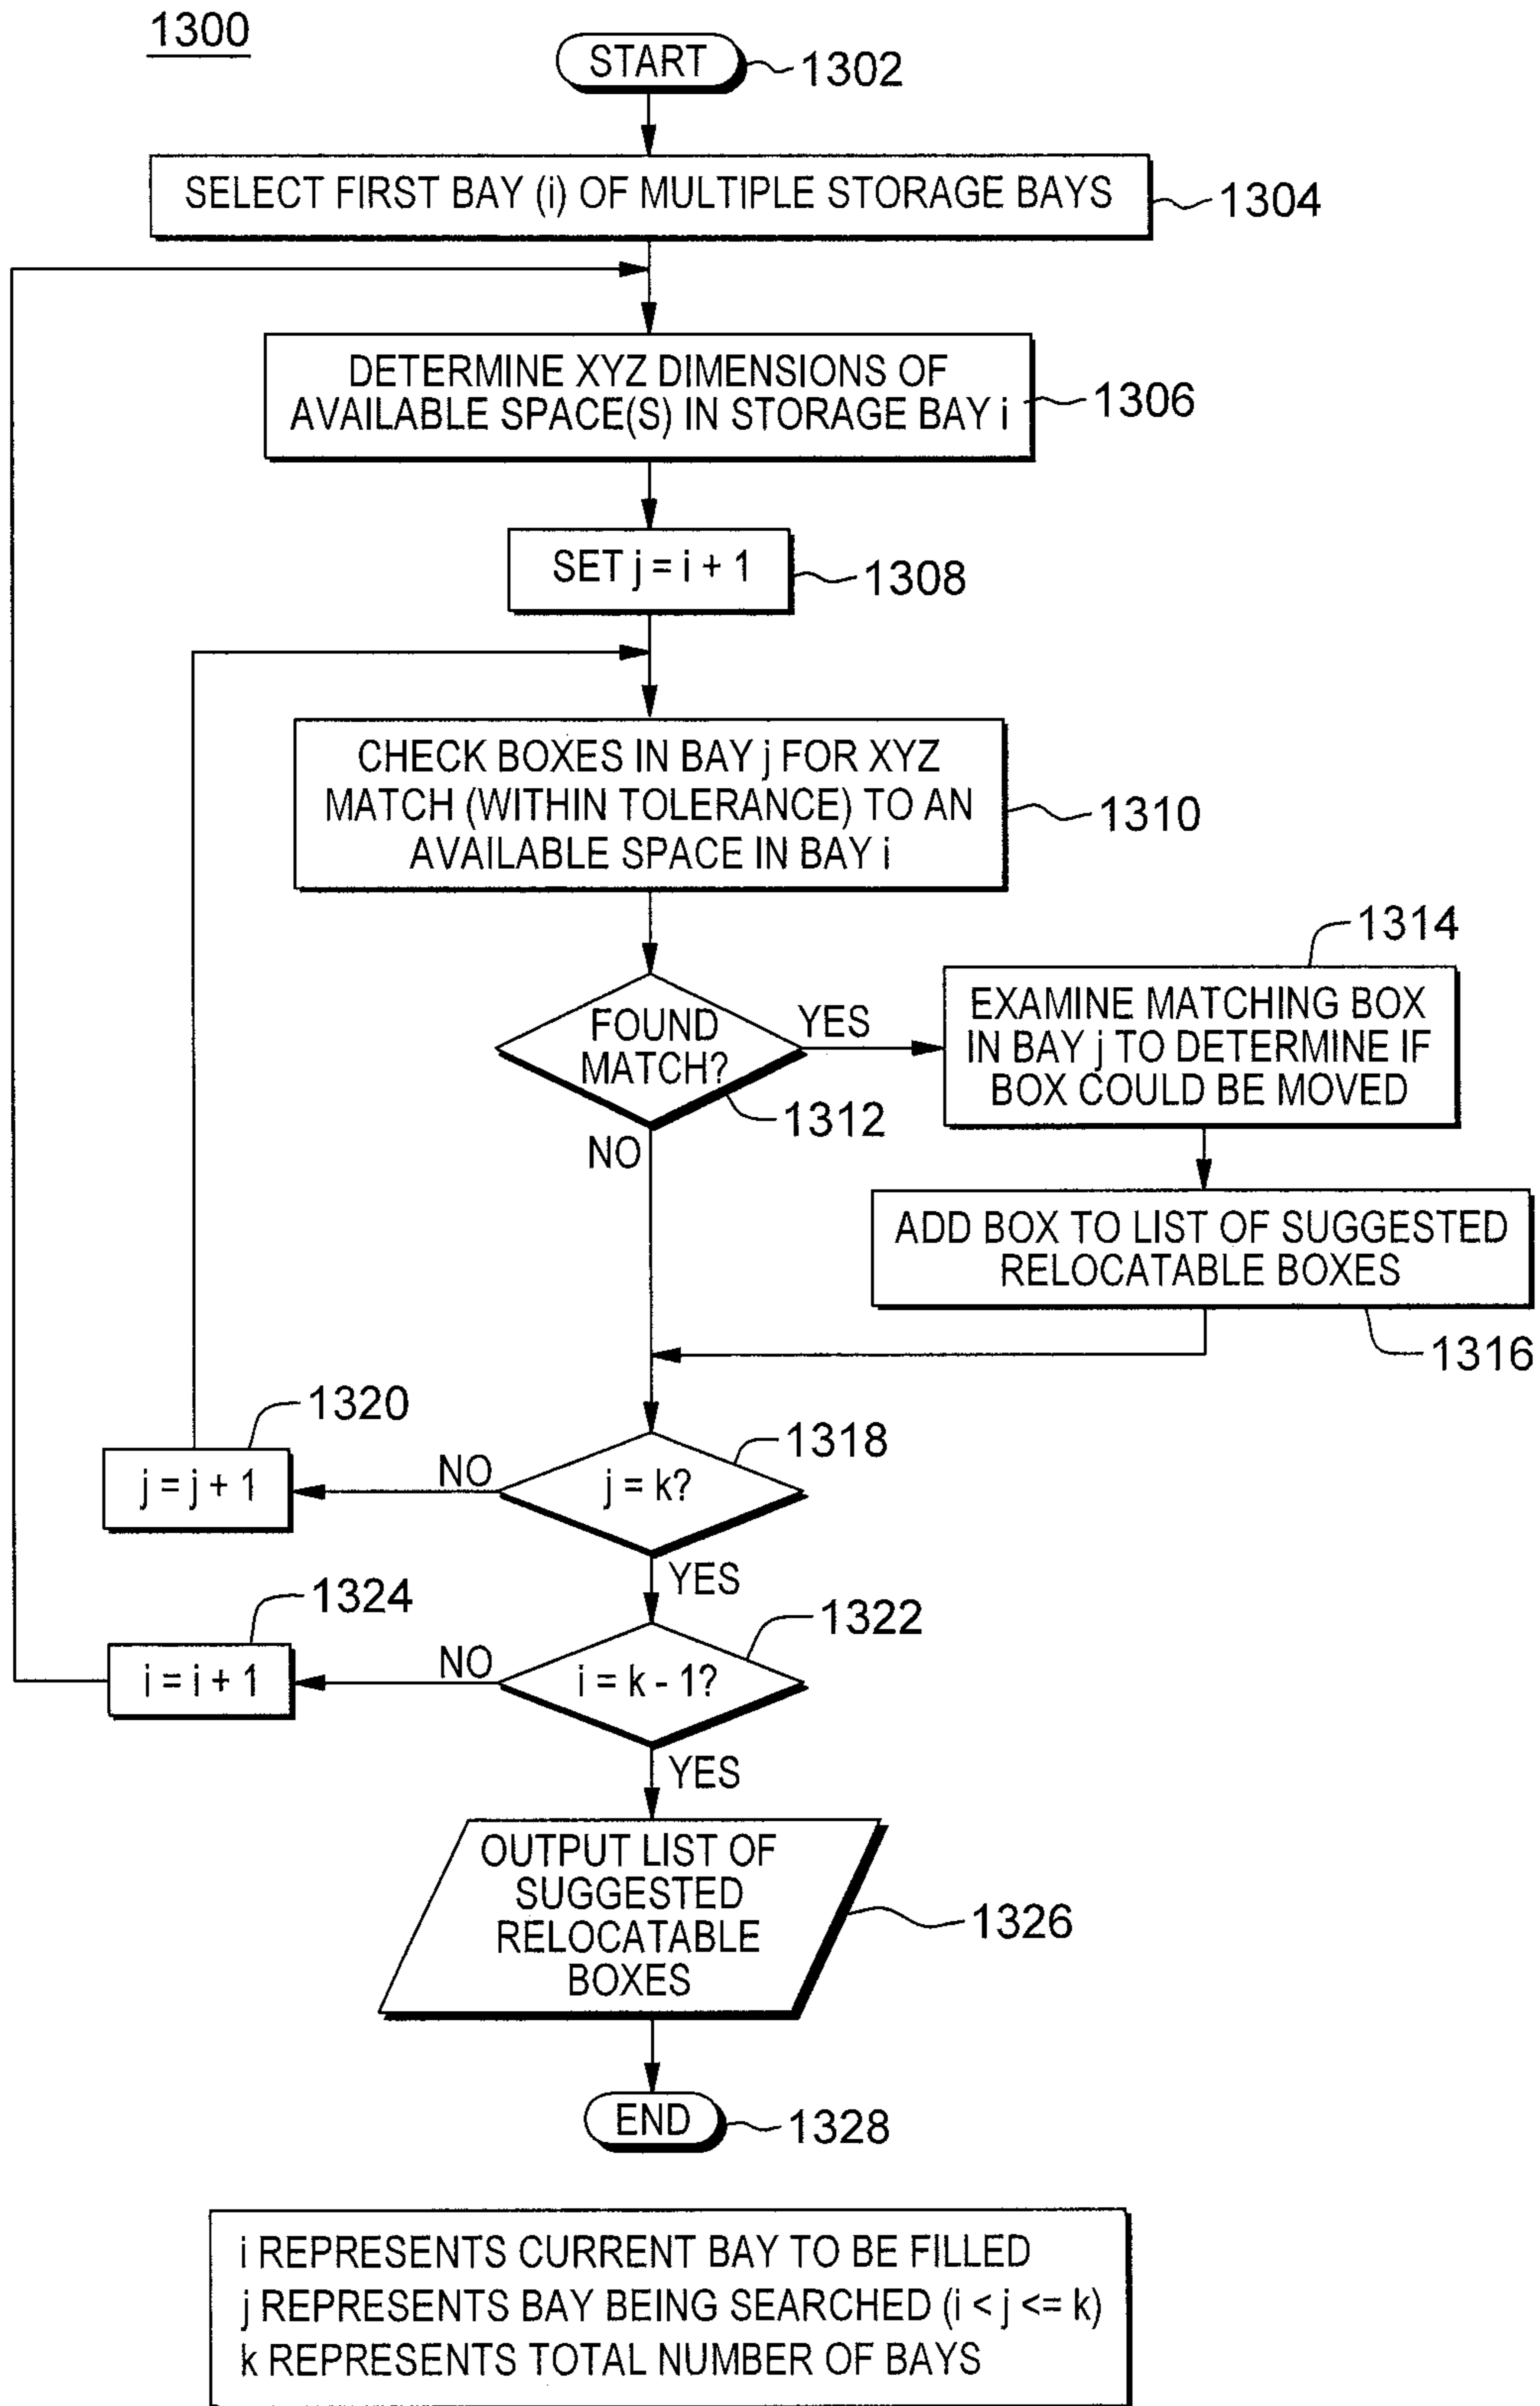 1300
START
1302
SELECT FIRST BAY (i) OF MULTIPLE STORAGE BAYS
1304
DETERMINE XYZ DIMENSIONS OF
AVAILABLE SPACE(S) IN STORAGE BAY i
1306
SET j = i + 1
1308
CHECK BOXES IN BAY j FOR XYZ
MATCH (WITHIN TOLERANCE) TO AN
AVAILABLE SPACE IN BAY i
1310
FOUND
MATCH?
1312
YES
NO
1314
EXAMINE MATCHING BOX
IN BAY j TO DETERMINE IF
BOX COULD BE MOVED
ADD BOX TO LIST OF SUGGESTED
RELOCATABLE BOXES
1316
1318
j = k?
NO
1320
j = j + 1
YES
1322
i = k - 1?
NO
1324
i = i + 1
YES
OUTPUT LIST OF
SUGGESTED
RELOCATABLE
BOXES
1326
END
1328
i REPRESENTS CURRENT BAY TO BE FILLED
j REPRESENTS BAY BEING SEARCHED (i < j <= k)
k REPRESENTS TOTAL NUMBER OF BAYS